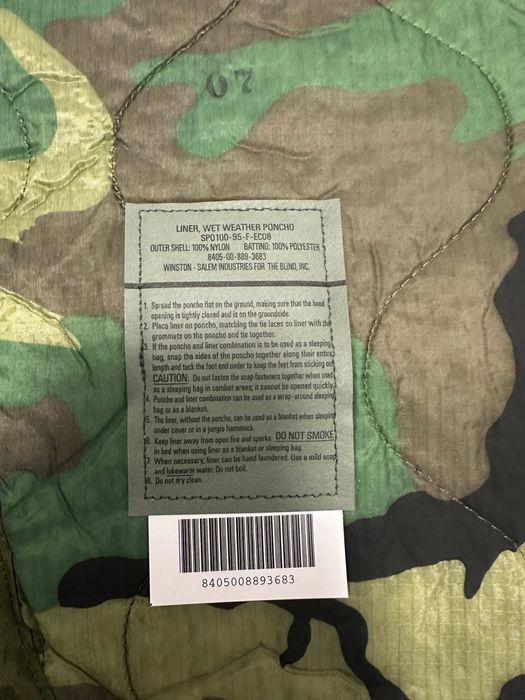 07
LINER, WET WEATHER PONCHO
SPO100-95-F-EC08
OUTER SHELL: 100% NYLON BATTING: 100% POLYESTER
8405-00-889-3683
WINSTON - SALEM INDUSTRIES FOR THE BLIND, INC.
1. Spread the poncho flat on the ground, making sure that the hood
opening is tightly closed and is on the groundside.
2. Place liner on poncho, matching the tie laces on liner with the
grommets on the poncho and tie together.
3. If the poncho and liner combination is to be used as a sleeping
bag, snap the sides of the poncho together along their entire
length and tuck the foot end under to keep the feet from sticking out.
CAUTION: Do not fasten the snap fasteners together when used
as a sleeping bag in combat areas; it cannot be opened quickly.
4. Poncho and liner combination can be used as a wrap-around sleeping
bag or as a blanket.
5. The liner, without the poncho, can be used as a blanket when sleeping
under cover or in a jungle hammock.
6. Keep liner away from open fire and sparks. DO NOT SMOKE
in bed when using liner as a blanket or sleeping bag.
7. When necessary, liner can be hand laundered. Use a mild soap
and lukewarm water. Do not boil.
8. Do not dry clean.
8405008893683